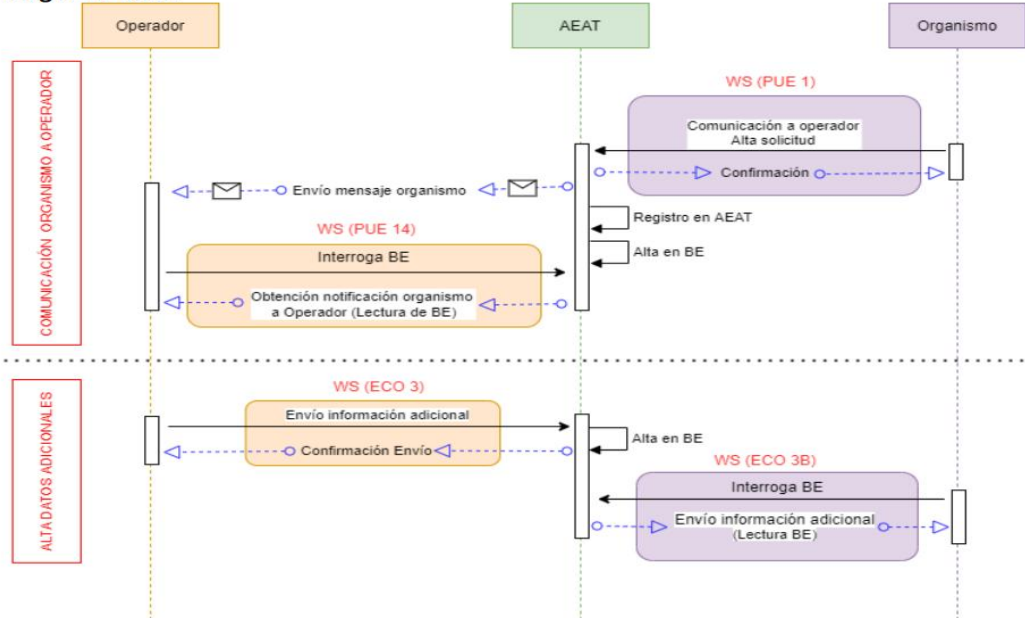 Operador
AEAT
Organismo
COMUNICACIÓN ORGANISMO A OPERADOR
WS (PUE 1)
Comunicación a operador
Alta solicitud
Confirmación
Envío mensaje organismo
Registro en AEAT
Alta en BE
WS (PUE 14)
Interroga BE
Obtención notificación organismo
a Operador (Lectura de BE)
ALTA DATOS ADICIONALES
WS (ECO 3)
Envío información adicional
Confirmación Envío
Alta en BE
WS (ECO 3B)
Interroga BE
Envío información adicional
(Lectura BE)